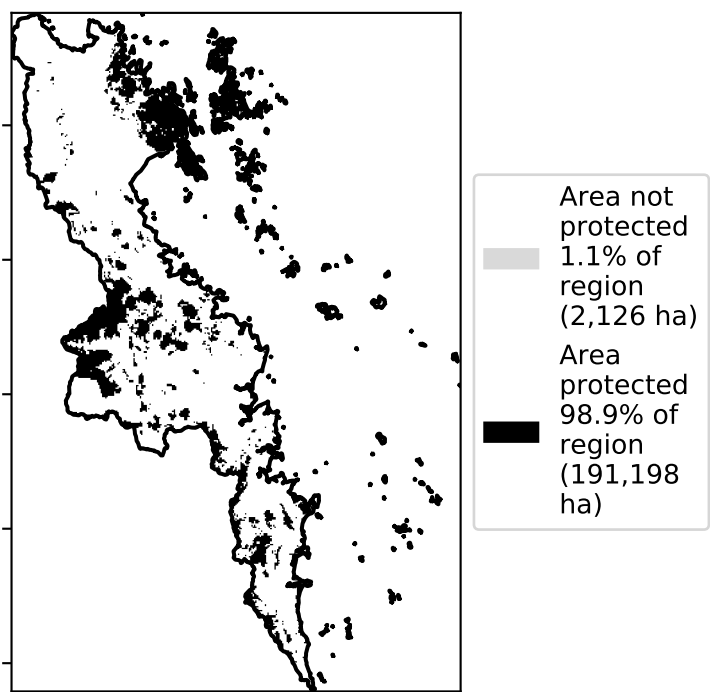 Area not
protected
1.1% of
region
(2,126 ha)
Area
protected
98.9% of
region
(191,198
ha)